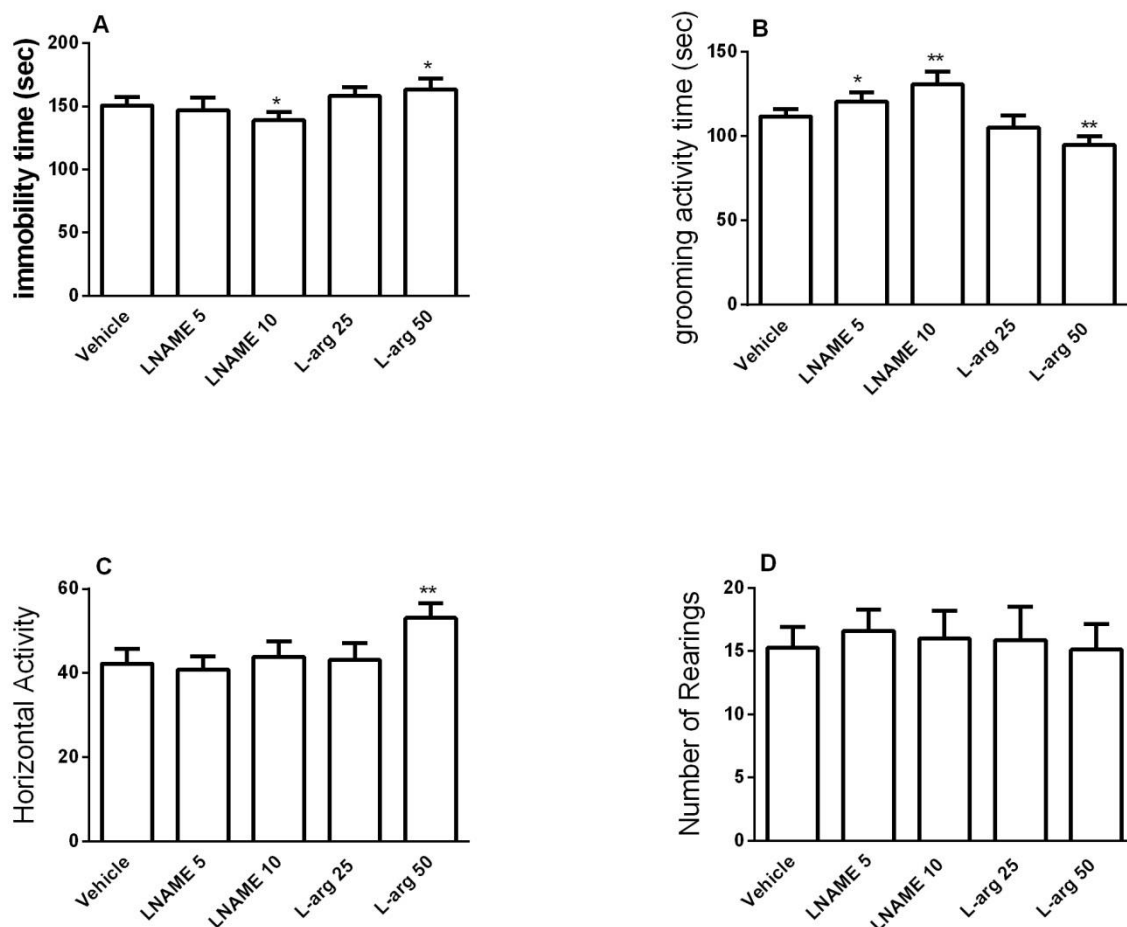 A
immobility time (sec)
200
150
100
50
0
*
*
Vehicle
LNAME 5
LNAME 10
L-arg 25
L-arg 50
B
grooming activity time (sec)
150
100
50
0
*
**
**
Vehicle
LNAME 5
LNAME 10
L-arg 25
L-arg 50
C
Horizontal Activity
60
40
20
0
**
Vehicle
LNAME 5
LNAME 10
L-arg 25
L-arg 50
D
Number of Rearings
20
15
10
5
0
Vehicle
LNAME 5
LNAME 10
L-arg 25
L-arg 50